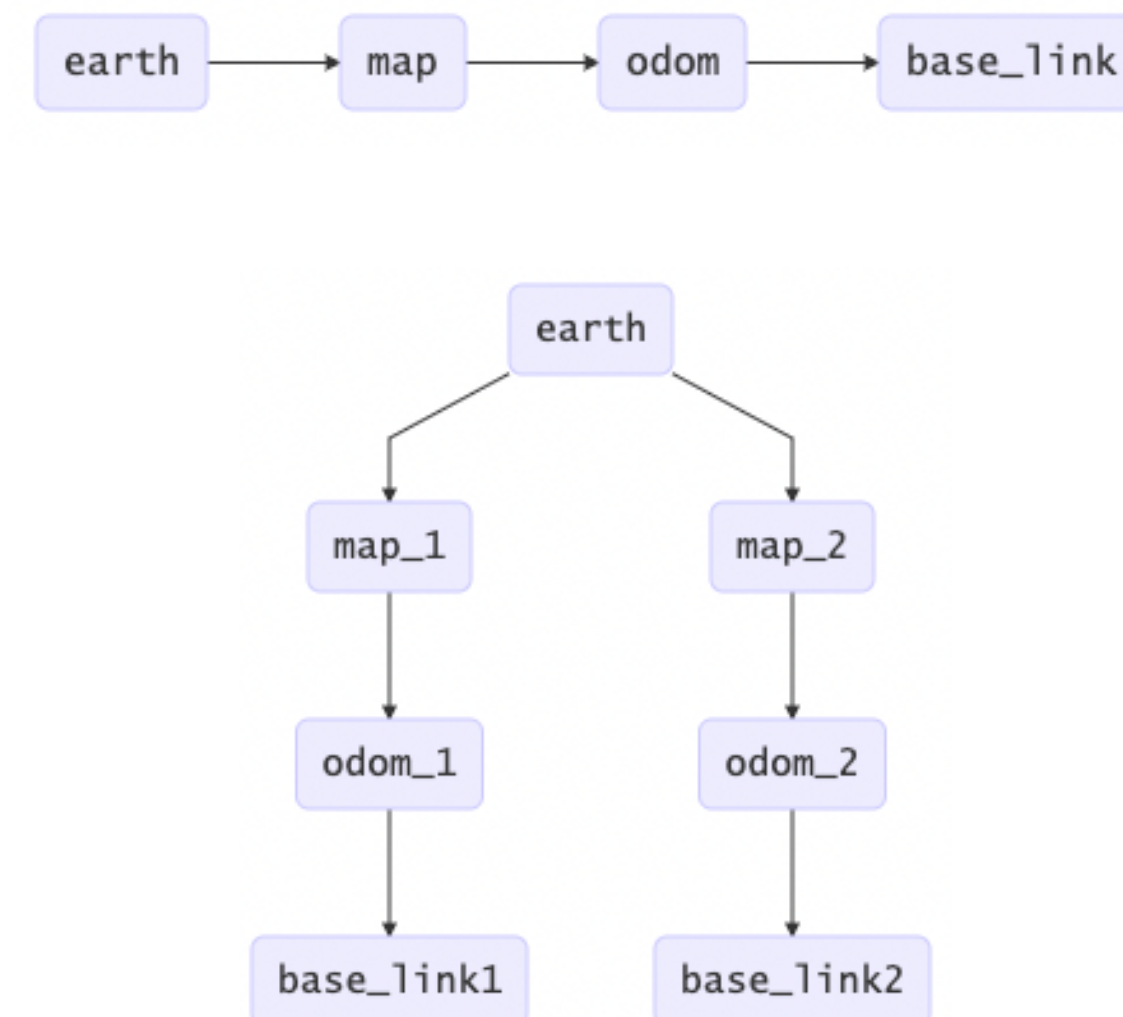 earth map odom base_link
earth
map_1 map_2
odom_1 odom_2
base_link1 base_link2